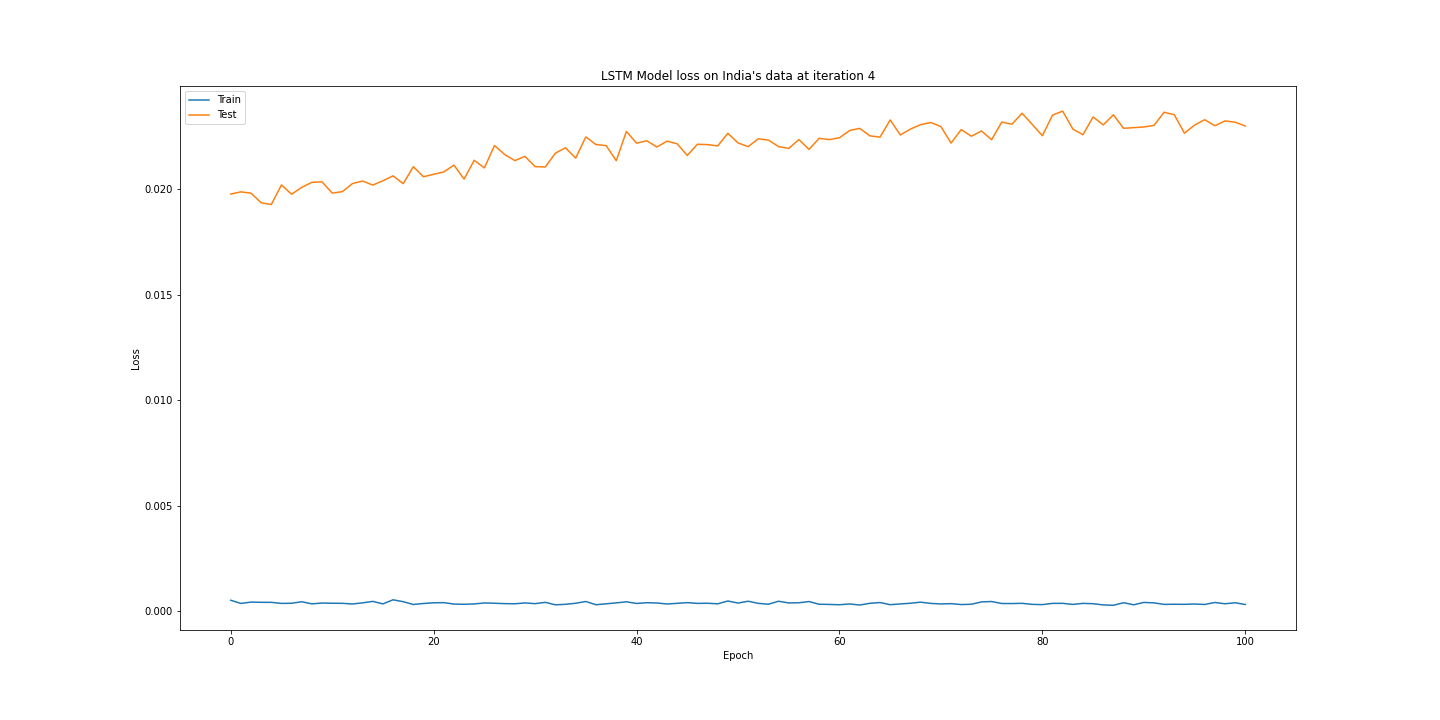 LSTM Model loss on India's data at iteration 4
Train
Test
0.020
0.015
0.010
0.005
0.000
Loss
0 20 40 60 80 100
Epoch